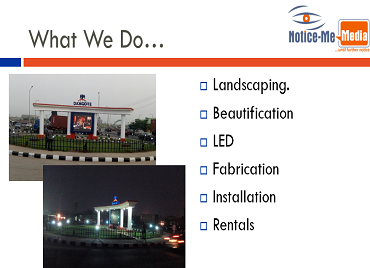 What We Do...
Notice-Me Media
...until further notice
Landscaping.
Beautification
LED
Fabrication
Installation
Rentals
DANGOTE